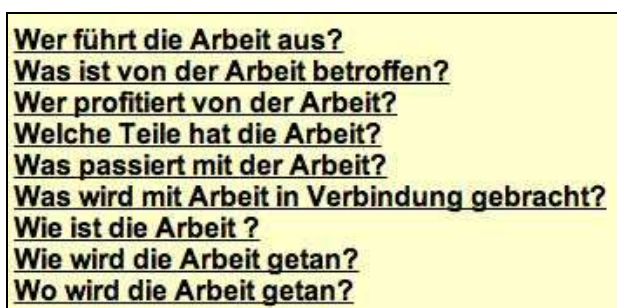 Wer führt die Arbeit aus?
Was ist von der Arbeit betroffen?
Wer profitiert von der Arbeit?
Welche Teile hat die Arbeit?
Was passiert mit der Arbeit?
Was wird mit Arbeit in Verbindung gebracht?
Wie ist die Arbeit ?
Wie wird die Arbeit getan?
Wo wird die Arbeit getan?